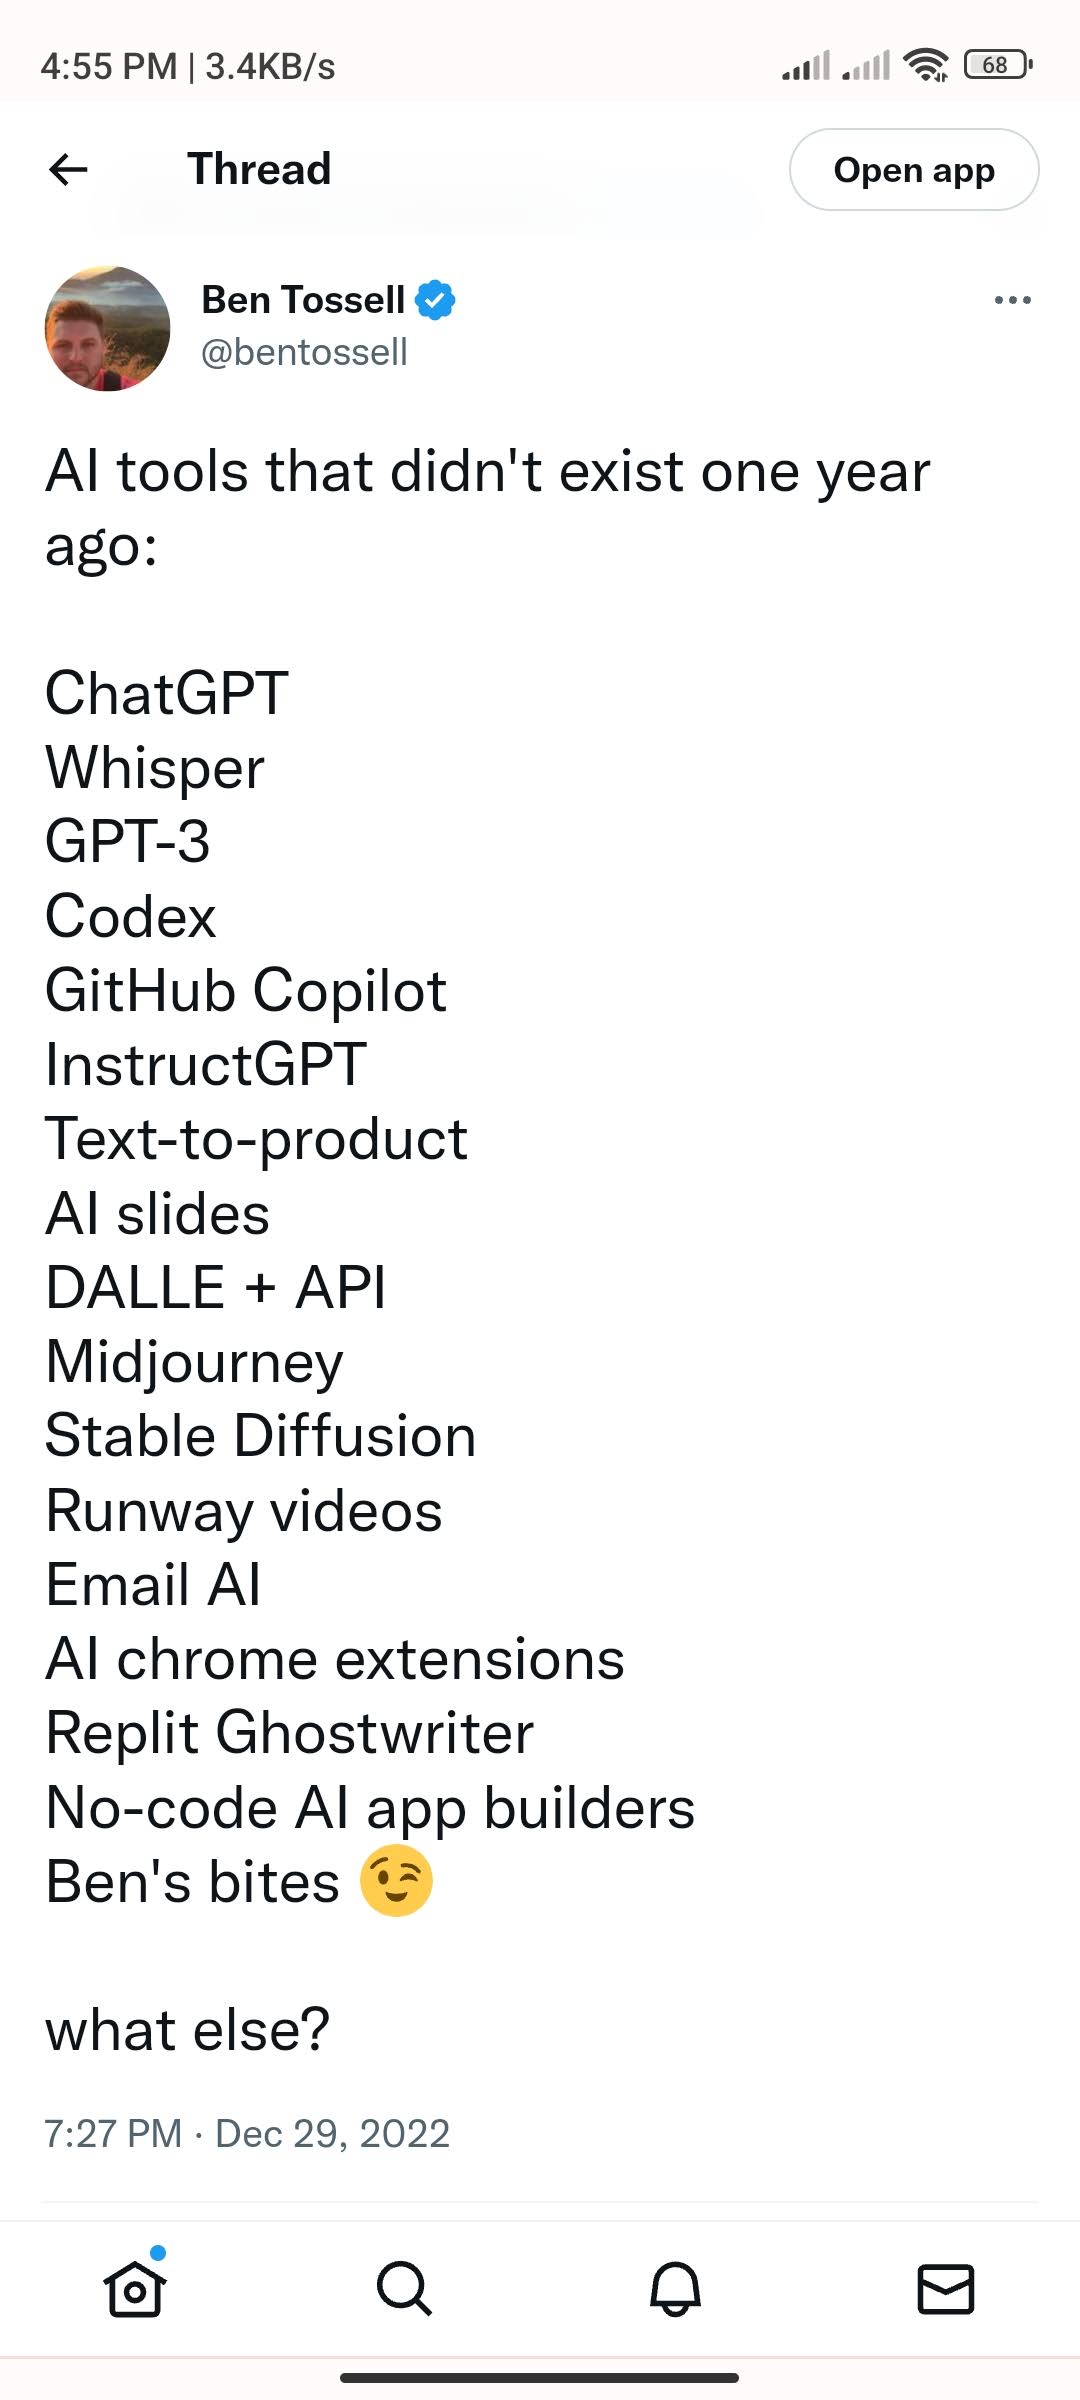 4:55 PM | 3.4KB/s
68
Thread
Open app
Ben Tossell
@bentossell
AI tools that didn't exist one year
ago:
ChatGPT
Whisper
GPT-3
Codex
GitHub Copilot
InstructGPT
Text-to-product
AI slides
DALLE + API
Midjourney
Stable Diffusion
Runway videos
Email AI
AI chrome extensions
Replit Ghostwriter
No-code AI app builders
Ben's bites 😉
what else?
7:27 PM · Dec 29, 2022